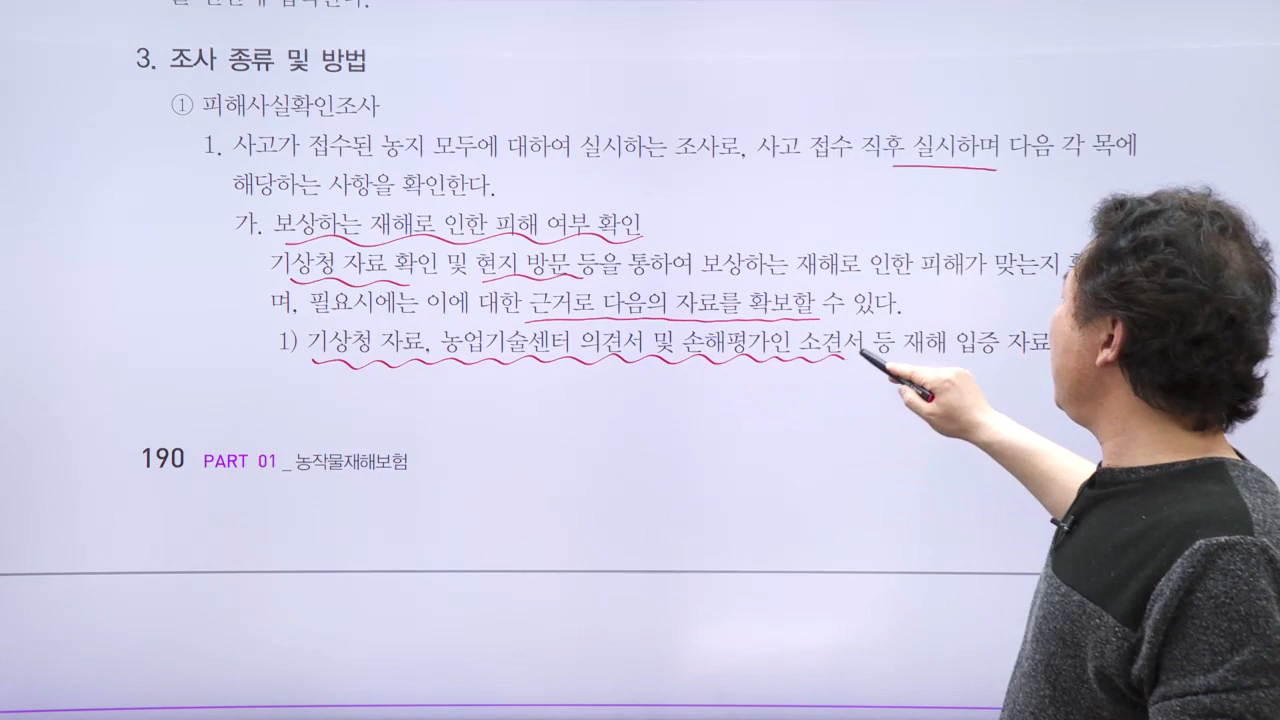 3. 조사 종류 및 방법
① 피해사실확인조사
1. 사고가 접수된 농지 모두에 대하여 실시하는 조사로, 사고 접수 직후 실시하며 다음 각 목에
해당하는 사항을 확인한다.
가. 보상하는 재해로 인한 피해 여부 확인
기상청 자료 확인 및 현지 방문 등을 통하여 보상하는 재해로 인한 피해가 맞는지
며, 필요시에는 이에 대한 근거로 다음의 자료를 확보할 수 있다.
1) 기상청 자료, 농업기술센터 의견서 및 손해평가인 소견서 등 재해 입증 자료
190 PART 01 _ 농작물재해보험